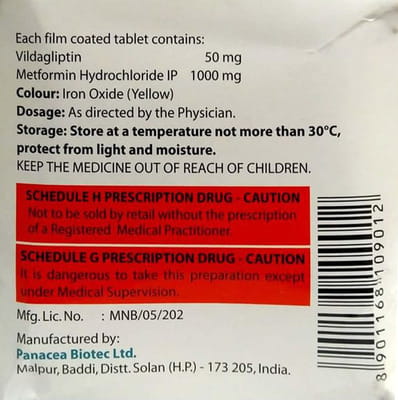 Each film coated tablet contains:
Vildagliptin 50 mg
Metformin Hydrochloride IP 1000 mg
Colour: Iron Oxide (Yellow)
Dosage: As directed by the Physician.
Storage: Store at a temperature not more than 30°C,
protect from light and moisture.
KEEP THE MEDICINE OUT OF REACH OF CHILDREN.
SCHEDULE H PRESCRIPTION DRUG - CAUTION
Not to be sold by retail without the prescription
of a Registered Medical Practitioner.
SCHEDULE G PRESCRIPTION DRUG - CAUTION
It is dangerous to take this preparation except
under Medical Supervision.
Mfg. Lic. No. : MNB/05/202
Manufactured by:
Panacea Biotec Ltd.
Malpur, Baddi, Distt. Solan (H.P.) - 173 205, India.
8 901168 109012